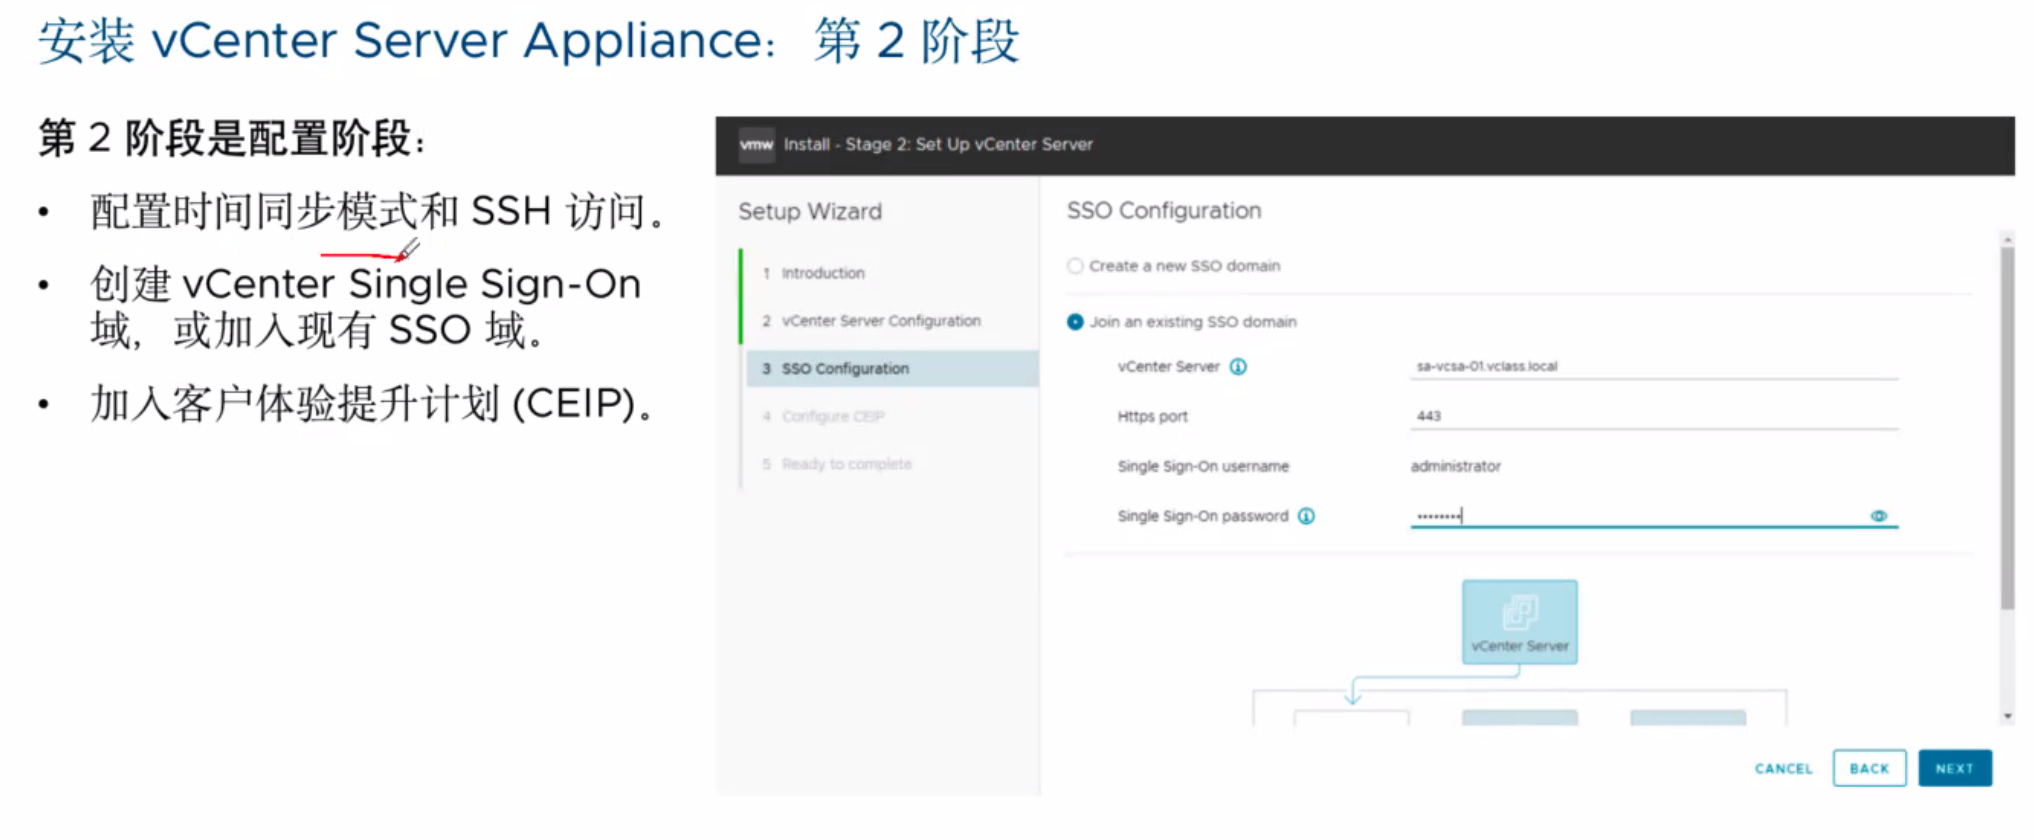 安装 vCenter Server Appliance：第 2 阶段
第 2 阶段是配置阶段：
• 配置时间同步模式和 SSH 访问。
• 创建 vCenter Single Sign-On
域，或加入现有 SSO 域。
• 加入客户体验提升计划 (CEIP)。
vmw Install - Stage 2: Set Up vCenter Server
Setup Wizard
1 Introduction
2 vCenter Server Configuration
3 SSO Configuration
4 Configure CEIP
5 Ready to complete
SSO Configuration
Create a new SSO domain
Join an existing SSO domain
vCenter Server sa-vcsa-01.vclass.local
Https port 443
Single Sign-On username administrator
Single Sign-On password ••••••••
vCenter Server
CANCEL BACK NEXT